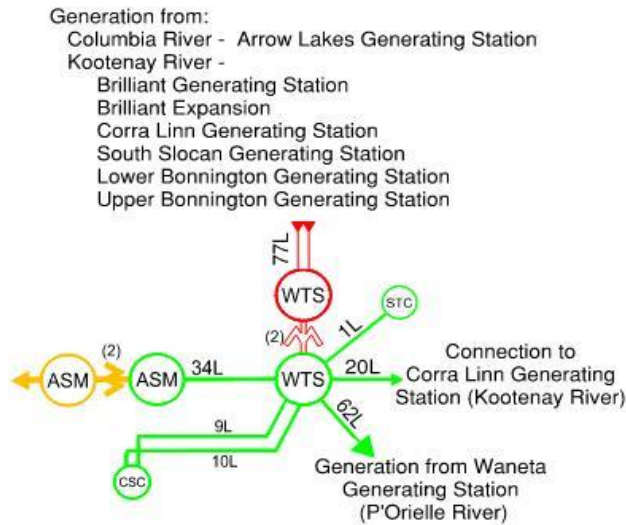 Generation from:
Columbia River - Arrow Lakes Generating Station
Kootenay River -
Brilliant Generating Station
Brilliant Expansion
Corra Linn Generating Station
South Slocan Generating Station
Lower Bonnington Generating Station
Upper Bonnington Generating Station
77L
WTS
(2)
1L
STC
ASM
(2)
ASM
34L
WTS
20L
Connection to
Corra Linn Generating
Station (Kootenay River)
9L
10L
CSC
62L
Generation from Waneta
Generating Station
(P'Orielle River)